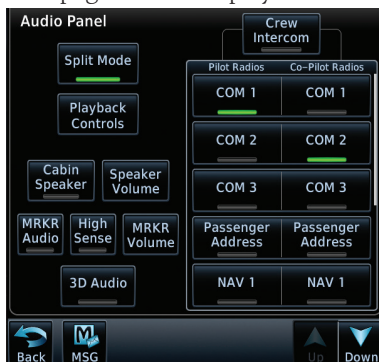 Audio Panel
Crew
Intercom
Split Mode
Pilot Radios Co-Pilot Radios
COM 1 COM 1
Playback
Controls
COM 2 COM 2
Cabin
Speaker
Speaker
Volume
COM 3 COM 3
MRKR
Audio
High
Sense
MRKR
Volume
Passenger
Address
Passenger
Address
3D Audio
NAV 1 NAV 1
Back
MSG
Up
Down